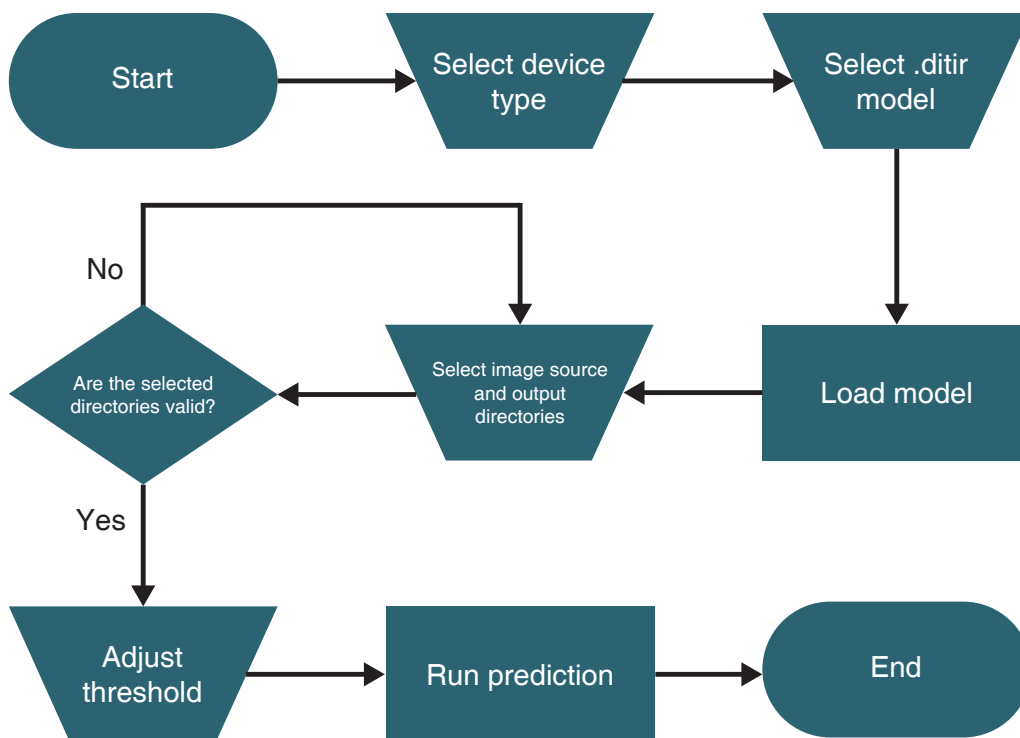 Start
Select device
type
Select .ditir
model
No
Are the selected
directories valid?
Select image source
and output
directories
Load model
Yes
Adjust
threshold
Run prediction
End